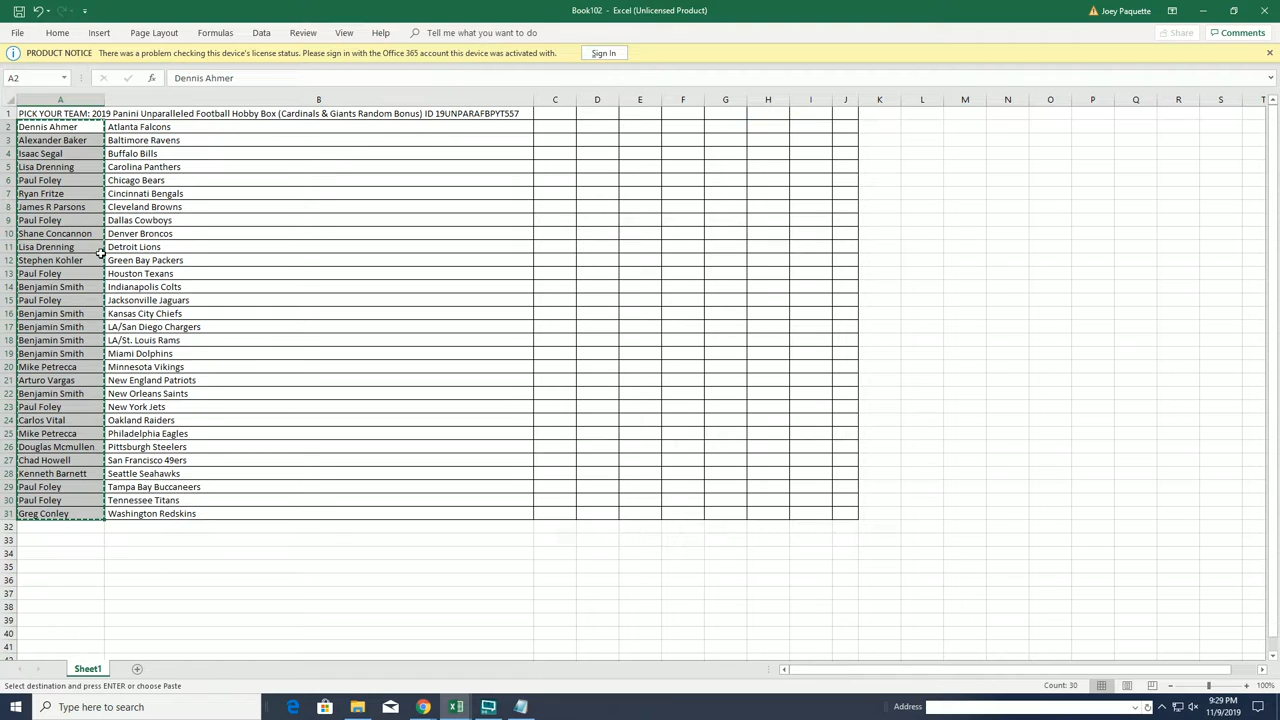 Book102 - Excel (Unlicensed Product)
Joey Paquette
File Home Insert Page Layout Formulas Data Review View Help Tell me what you want to do
Share Comments
PRODUCT NOTICE There was a problem checking this device's license status. Please sign in with the Office 365 account this device was activated with. Sign In
A2 fx Dennis Ahmer
A B C D E F G H I J K L M N O P Q R S T
1 PICK YOUR TEAM: 2019 Panini Unparalleled Football Hobby Box (Cardinals & Giants Random Bonus) ID 19UNPARAFBPYT557
2 Dennis Ahmer Atlanta Falcons
3 Alexander Baker Baltimore Ravens
4 Isaac Segal Buffalo Bills
5 Lisa Drenning Carolina Panthers
6 Paul Foley Chicago Bears
7 Ryan Fritze Cincinnati Bengals
8 James R Parsons Cleveland Browns
9 Paul Foley Dallas Cowboys
10 Shane Concannon Denver Broncos
11 Lisa Drenning Detroit Lions
12 Stephen Kohler Green Bay Packers
13 Paul Foley Houston Texans
14 Benjamin Smith Indianapolis Colts
15 Paul Foley Jacksonville Jaguars
16 Benjamin Smith Kansas City Chiefs
17 Benjamin Smith LA/San Diego Chargers
18 Benjamin Smith LA/St. Louis Rams
19 Benjamin Smith Miami Dolphins
20 Mike Petrecca Minnesota Vikings
21 Arturo Vargas New England Patriots
22 Benjamin Smith New Orleans Saints
23 Paul Foley New York Jets
24 Carlos Vital Oakland Raiders
25 Mike Petrecca Philadelphia Eagles
26 Douglas Mcmullen Pittsburgh Steelers
27 Chad Howell San Francisco 49ers
28 Kenneth Barnett Seattle Seahawks
29 Paul Foley Tampa Bay Buccaneers
30 Paul Foley Tennessee Titans
31 Greg Conley Washington Redskins
32
33
34
35
36
37
38
39
40
41
Sheet1
Select destination and press ENTER or choose Paste Count: 30 100%
Type here to search Address 9:29 PM
11/9/2019